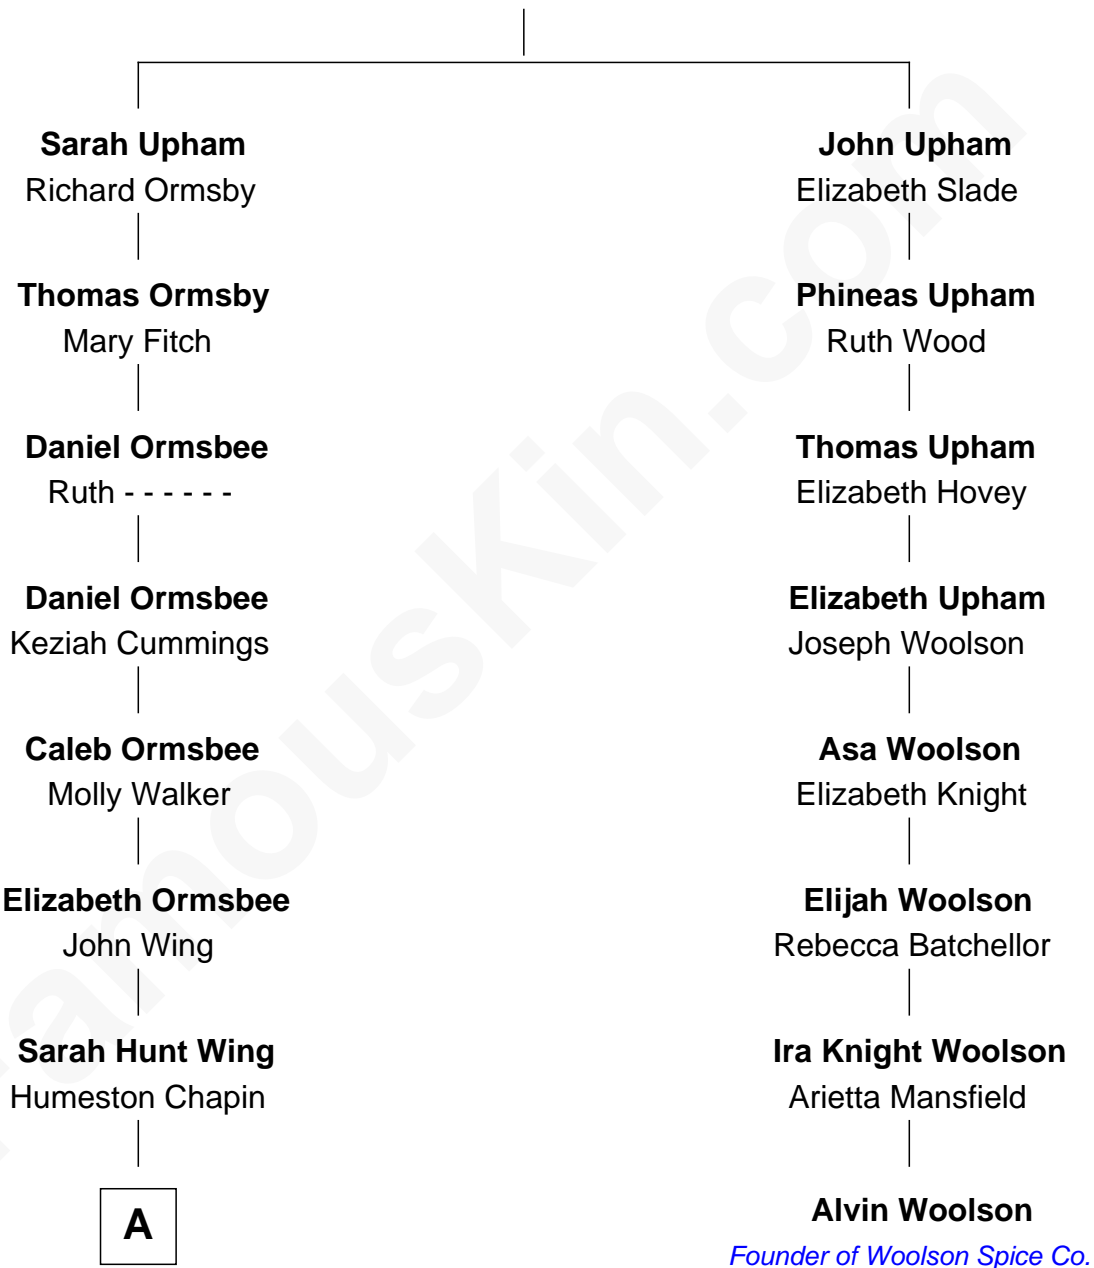 Sarah Upham
Richard Ormsby
John Upham
Elizabeth Slade
Thomas Ormsby
Mary Fitch
Phineas Upham
Ruth Wood
Daniel Ormsbee
Ruth - - - - - -
Thomas Upham
Elizabeth Hovey
Daniel Ormsbee
Keziah Cummings
Elizabeth Upham
Joseph Woolson
Caleb Ormsbee
Molly Walker
Asa Woolson
Elizabeth Knight
Elizabeth Ormsbee
John Wing
Elijah Woolson
Rebecca Batchellor
Sarah Hunt Wing
Humeston Chapin
Ira Knight Woolson
Arietta Mansfield
A
Alvin Woolson
Founder of Woolson Spice Co.
FamousKin.com